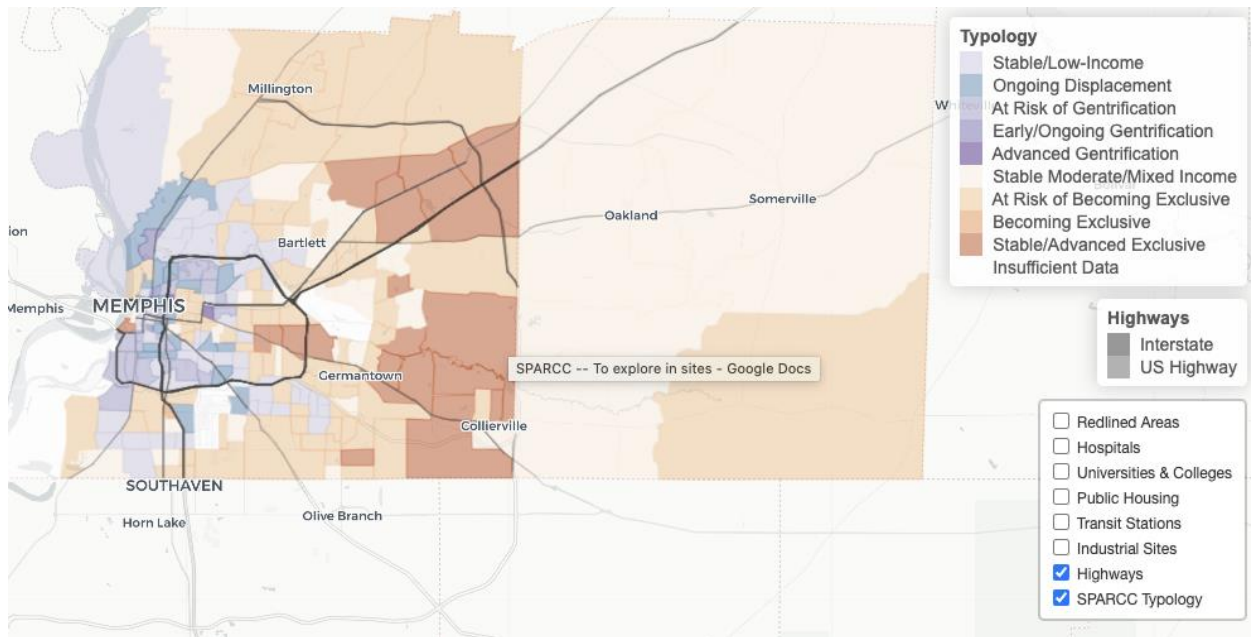 Millington
Bartlett
ion
Memphis
MEMPHIS
Germantown
Collierville
SOUTHAVEN
Horn Lake
Olive Branch
Oakland
Somerville
SPARCC -- To explore in sites - Google Docs
Typology
Stable/Low-Income
Ongoing Displacement
At Risk of Gentrification
Early/Ongoing Gentrification
Advanced Gentrification
Stable Moderate/Mixed Income
At Risk of Becoming Exclusive
Becoming Exclusive
Stable/Advanced Exclusive
Insufficient Data
Whiteville
Bolivar
Highways
Interstate
US Highway
Redlined Areas
Hospitals
Universities & Colleges
Public Housing
Transit Stations
Industrial Sites
Highways
SPARCC Typology